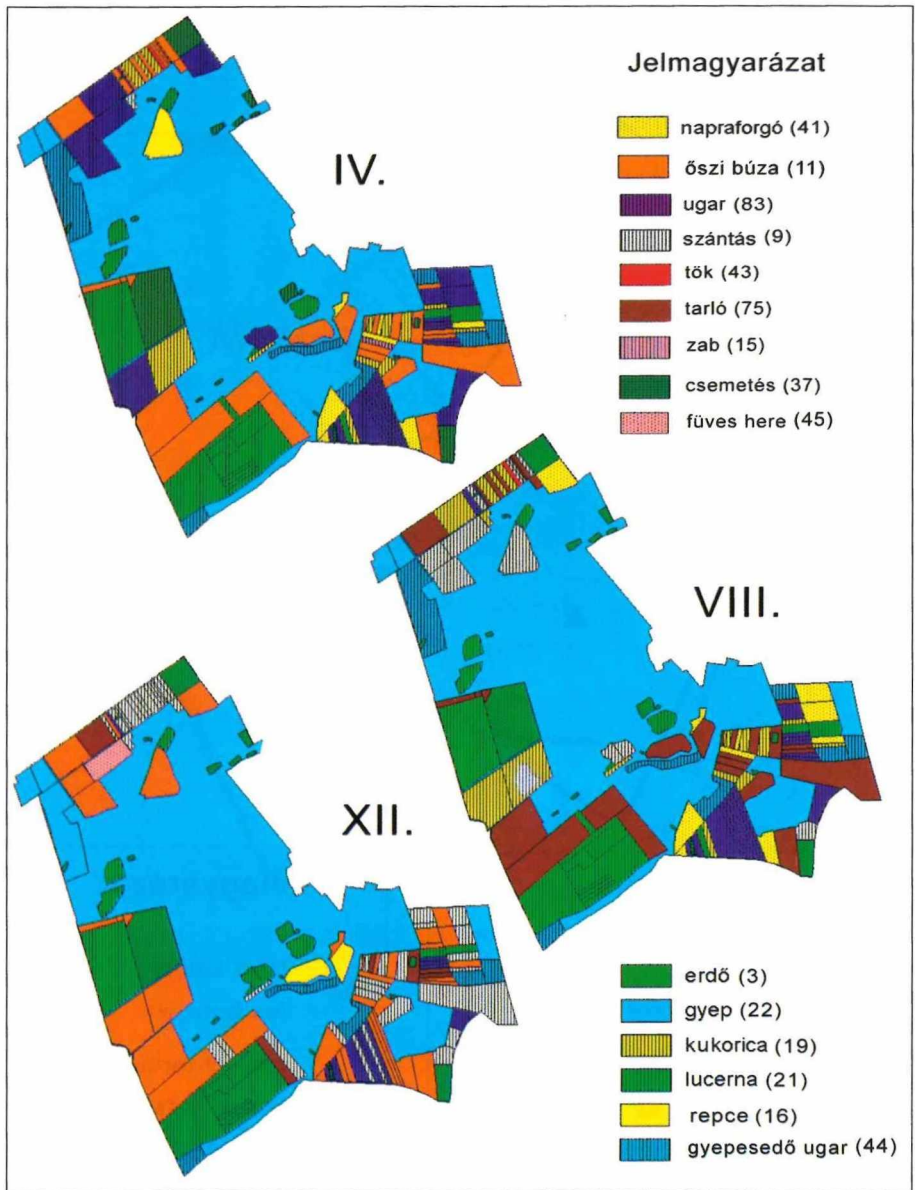 Jelmagyarázat
napraforgó (41)
őszi búza (11)
ugar (83)
szántás (9)
tök (43)
tarló (75)
zab (15)
csemetés (37)
füves here (45)
IV.
VIII.
XII.
erdő (3)
gyep (22)
kukorica (19)
lucerna (21)
repce (16)
gyepesedő ugar (44)